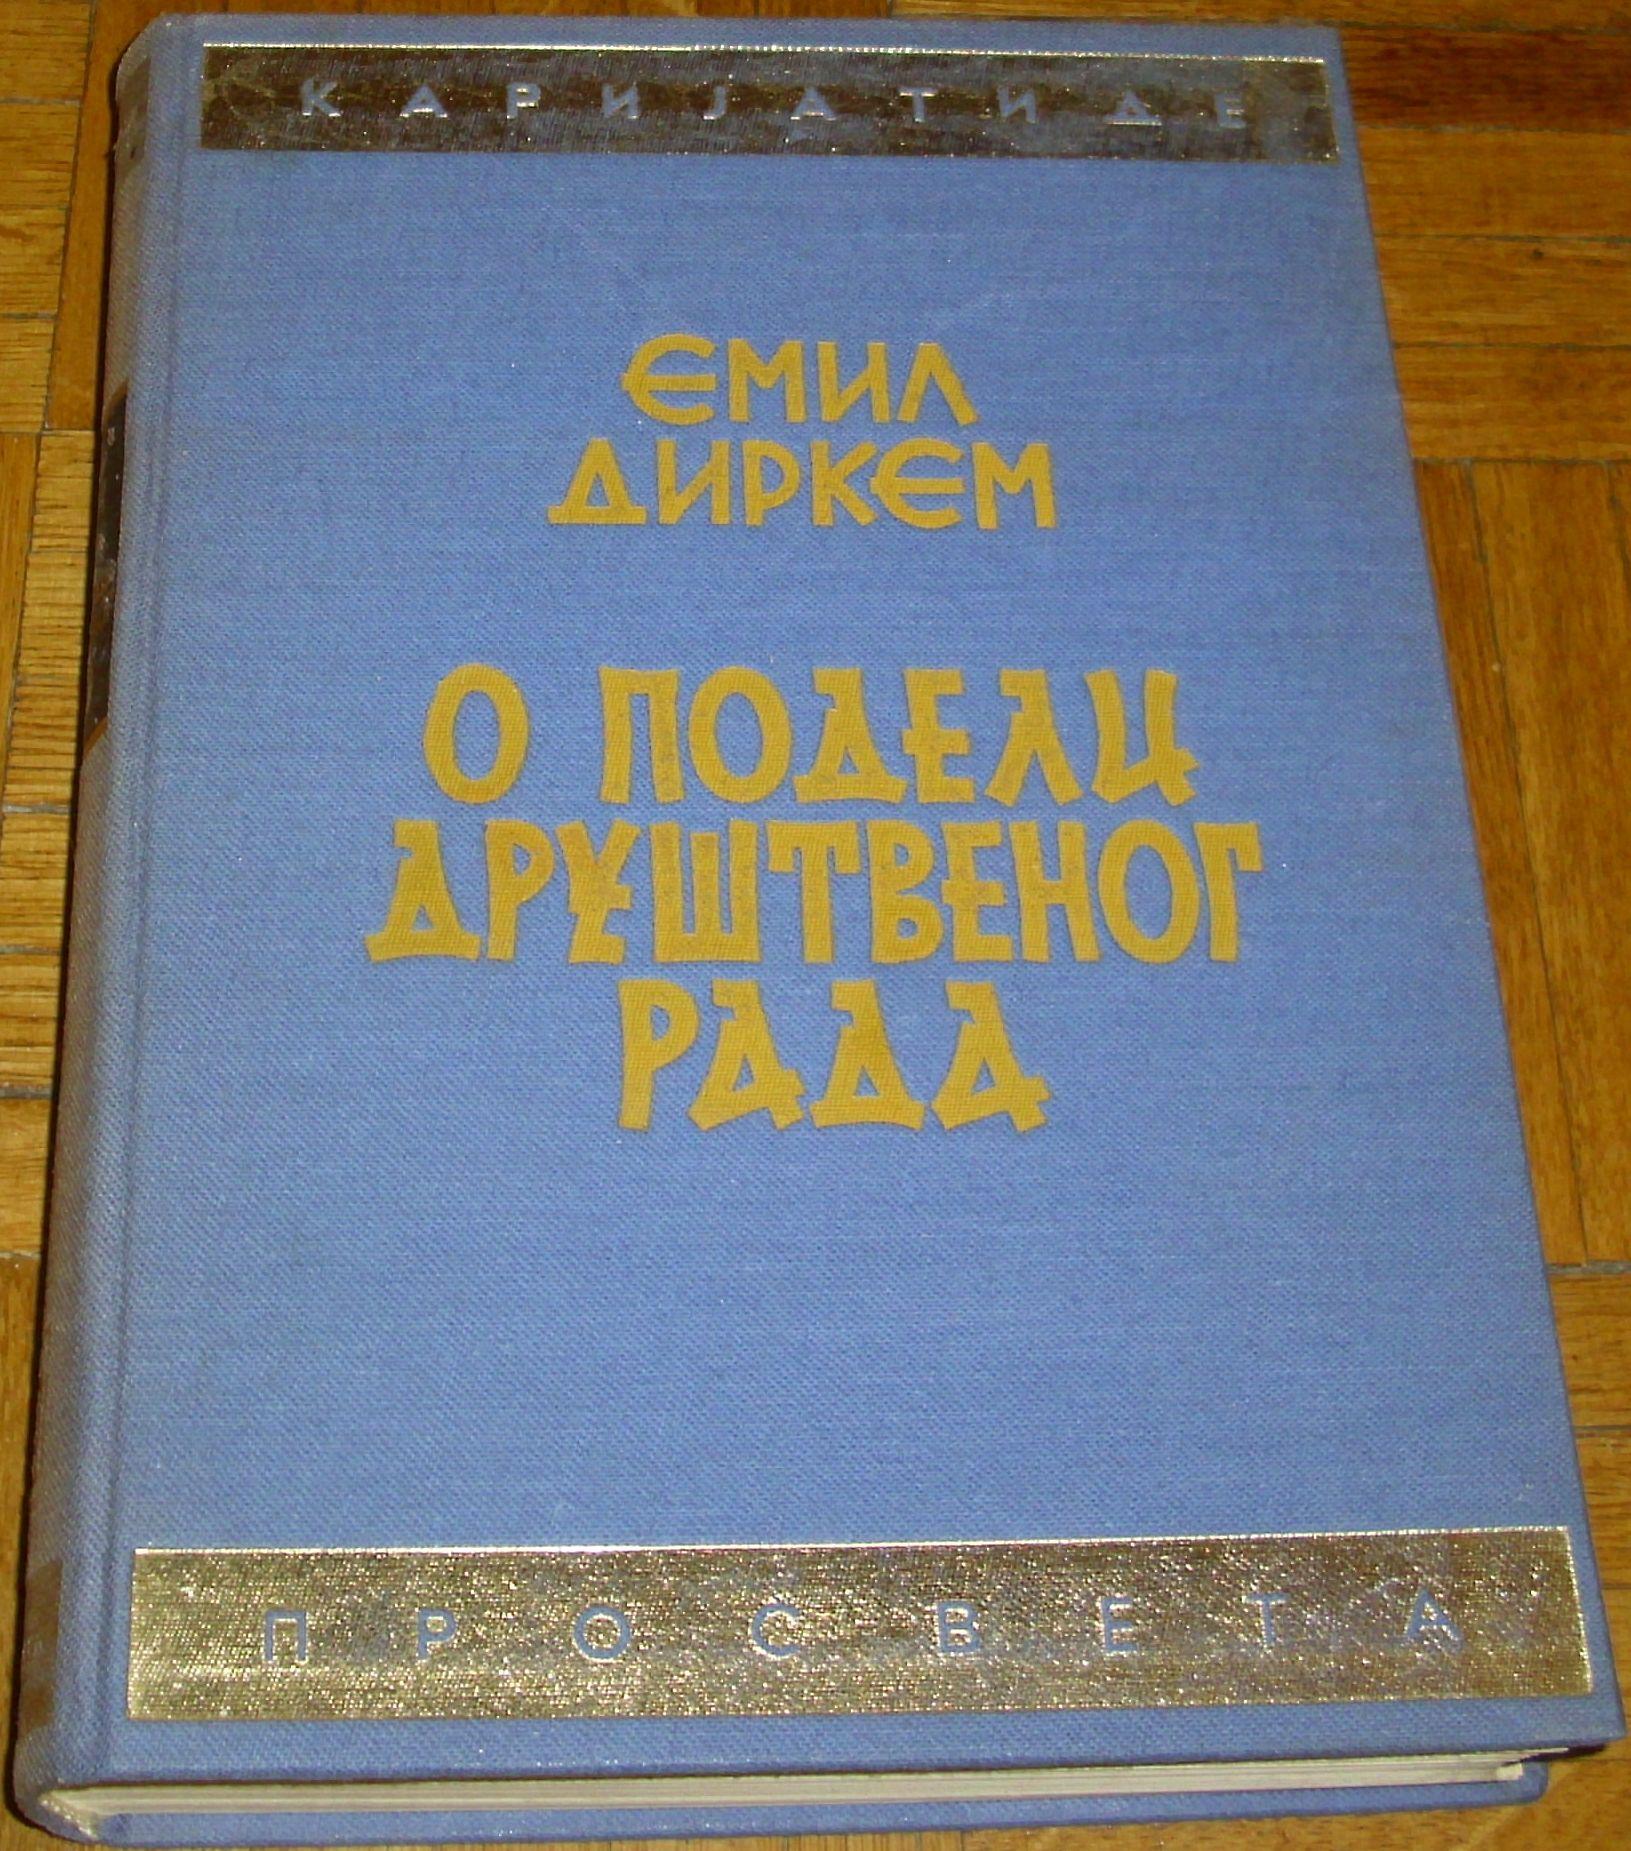 КАРИЈАТИДЕ
ЕМИЛ
ДИРКЕМ
О ПОДЕЛИ
ДРУШТВЕНОГ
РАДА
ПРОСВЕТА